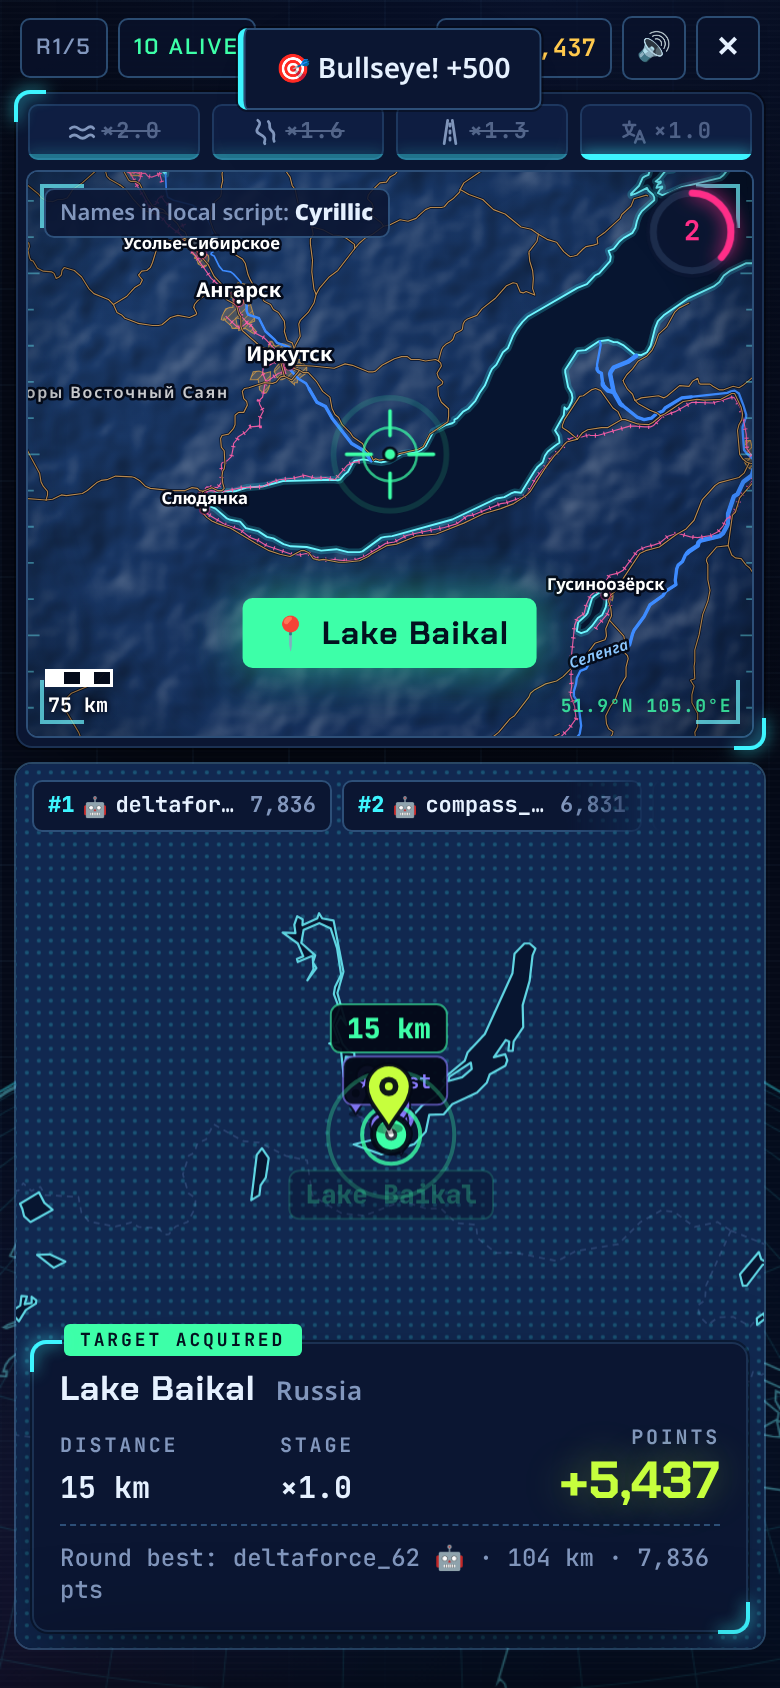 R1/5
10 ALIVE
🎯 Bullseye! +500
,437
×2.0
×1.6
×1.3
×1.0
Names in local script: Cyrillic
2
Усолье-Сибирское
Ангарск
Иркутск
оры Восточный Саян
Слюдянка
Гусиноозёрск
📍 Lake Baikal
Селенга
75 km
51.9°N 105.0°E
#1 🤖 deltafor… 7,836
#2 🤖 compass_… 6,831
15 km
Lake Baikal
TARGET ACQUIRED
Lake Baikal Russia
DISTANCE STAGE POINTS
15 km ×1.0 +5,437
Round best: deltaforce_62 🤖 · 104 km · 7,836
pts